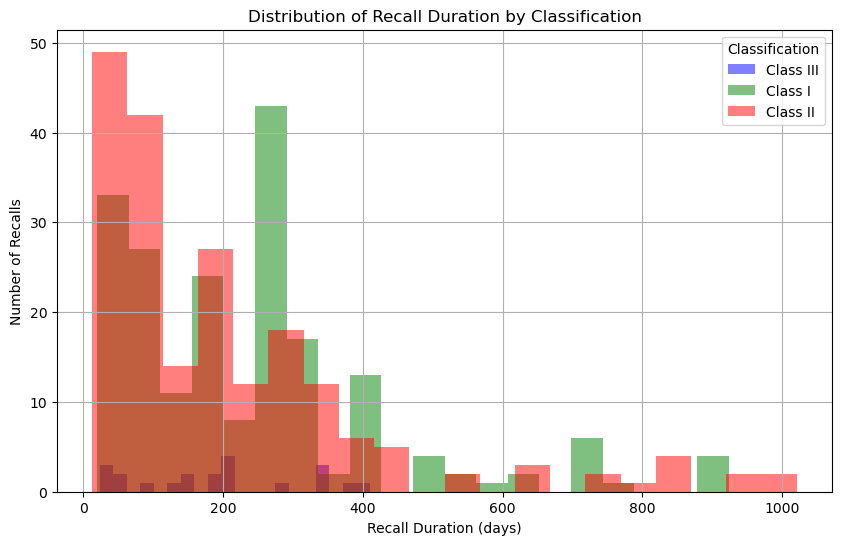 Distribution of Recall Duration by Classification
Number of Recalls
50
40
30
20
10
0
Classification
Class III
Class I
Class II
0 200 400 600 800 1000
Recall Duration (days)